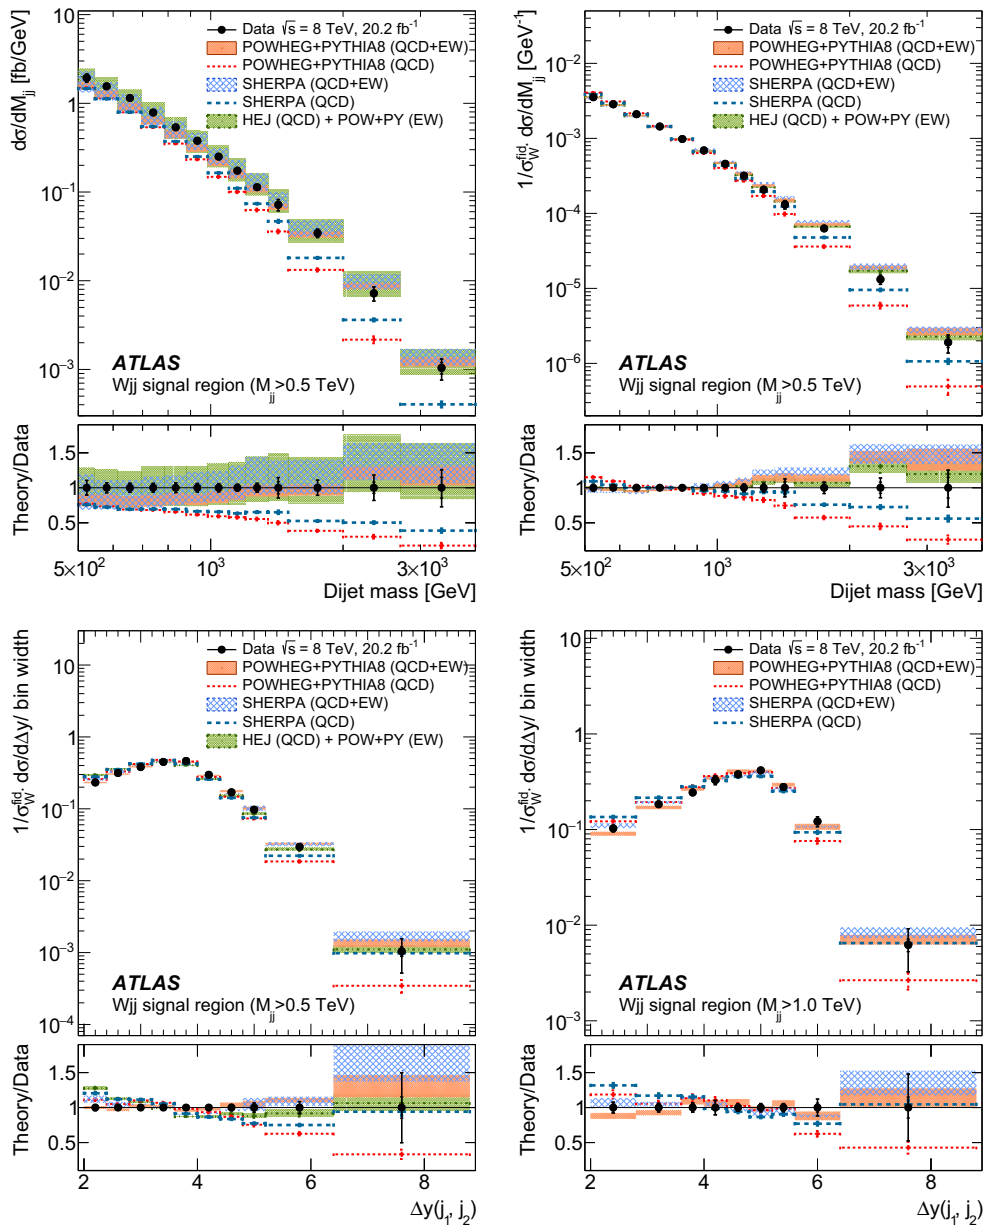 dσ/dM_jj [fb/GeV]
10
1
10⁻¹
10⁻²
10⁻³
Data √s = 8 TeV, 20.2 fb⁻¹
POWHEG+PYTHIA8 (QCD+EW)
POWHEG+PYTHIA8 (QCD)
SHERPA (QCD+EW)
SHERPA (QCD)
HEJ (QCD) + POW+PY (EW)
ATLAS
Wjj signal region (M_jj>0.5 TeV)
Theory/Data
1.5
1
0.5
5×10² 10³ 3×10³
Dijet mass [GeV]
1/σ_W^fid. dσ/dM_jj [GeV⁻¹]
10⁻²
10⁻³
10⁻⁴
10⁻⁵
10⁻⁶
Data √s = 8 TeV, 20.2 fb⁻¹
POWHEG+PYTHIA8 (QCD+EW)
POWHEG+PYTHIA8 (QCD)
SHERPA (QCD+EW)
SHERPA (QCD)
HEJ (QCD) + POW+PY (EW)
ATLAS
Wjj signal region (M_jj>0.5 TeV)
Theory/Data
1.5
1
0.5
5×10² 10³ 3×10³
Dijet mass [GeV]
1/σ_W^fid. dσ/dΔy/ bin width
10
1
10⁻¹
10⁻²
10⁻³
10⁻⁴
Data √s = 8 TeV, 20.2 fb⁻¹
POWHEG+PYTHIA8 (QCD+EW)
POWHEG+PYTHIA8 (QCD)
SHERPA (QCD+EW)
SHERPA (QCD)
HEJ (QCD) + POW+PY (EW)
ATLAS
Wjj signal region (M_jj>0.5 TeV)
Theory/Data
1.5
1
0.5
2 4 6 8
Δy(j₁, j₂)
1/σ_W^fid. dσ/dΔy/ bin width
1
10⁻¹
10⁻²
10⁻³
Data √s = 8 TeV, 20.2 fb⁻¹
POWHEG+PYTHIA8 (QCD+EW)
POWHEG+PYTHIA8 (QCD)
SHERPA (QCD+EW)
SHERPA (QCD)
ATLAS
Wjj signal region (M_jj>1.0 TeV)
Theory/Data
1.5
1
0.5
2 4 6 8
Δy(j₁, j₂)